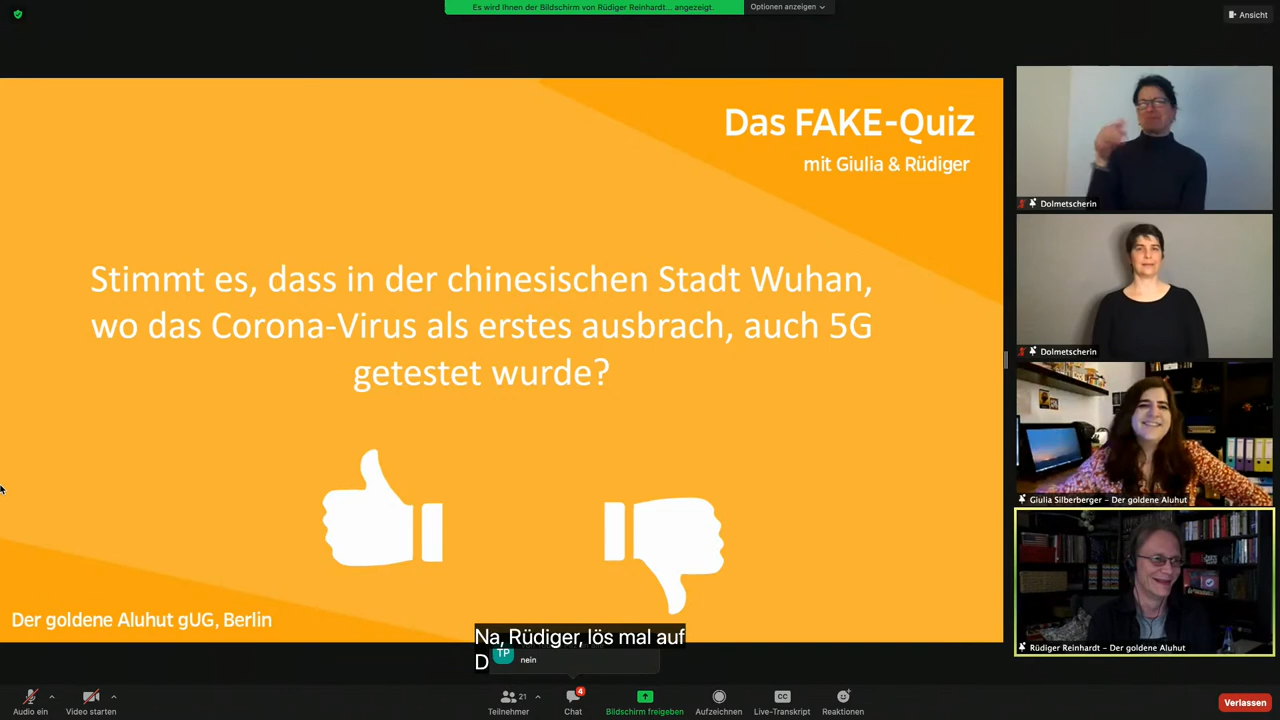 Es wird Ihnen der Bildschirm von Rüdiger Reinhardt... angezeigt.
Optionen anzeigen
Ansicht
Das FAKE-Quiz
mit Giulia & Rüdiger
Stimmt es, dass in der chinesischen Stadt Wuhan,
wo das Corona-Virus als erstes ausbrach, auch 5G
getestet wurde?
Der goldene Aluhut gUG, Berlin
Dolmetscherin
Dolmetscherin
Giulia Silberberger – Der goldene Aluhut
Rüdiger Reinhardt - Der goldene Aluhut
Na, Rüdiger, lös mal auf
D
TP
nein
Audio ein
Video starten
21
Teilnehmer
4
Chat
Bildschirm freigeben
Aufzeichnen
CC
Live-Transkript
Reaktionen
Verlassen